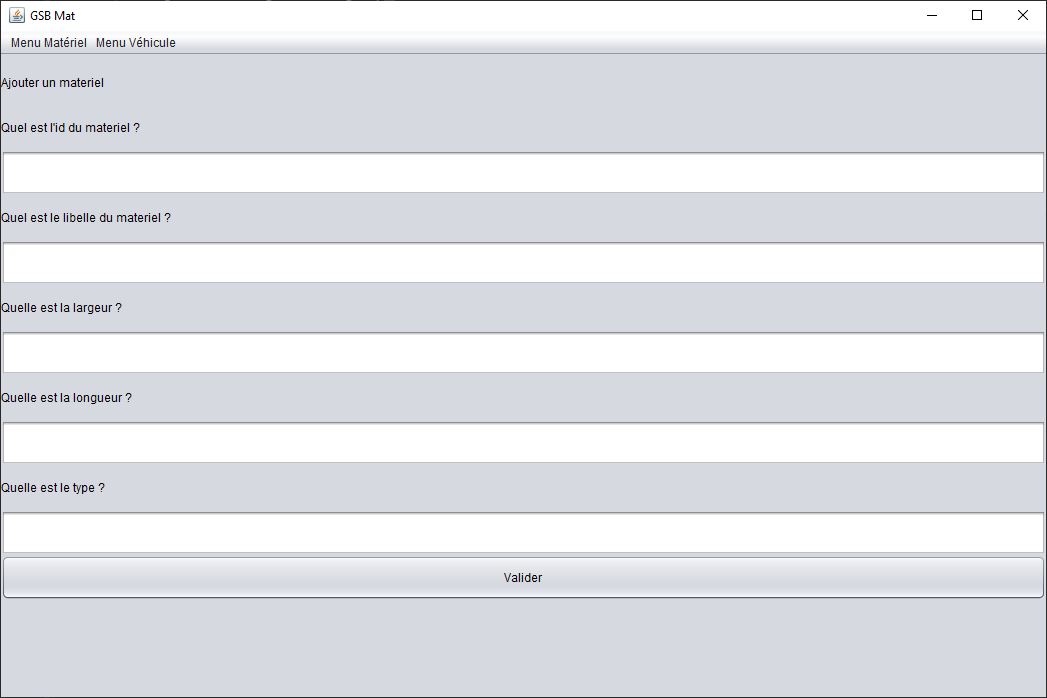 GSB Mat
Menu Matériel Menu Véhicule
Ajouter un materiel
Quel est l'id du materiel ?
Quel est le libelle du materiel ?
Quelle est la largeur ?
Quelle est la longueur ?
Quelle est le type ?
Valider